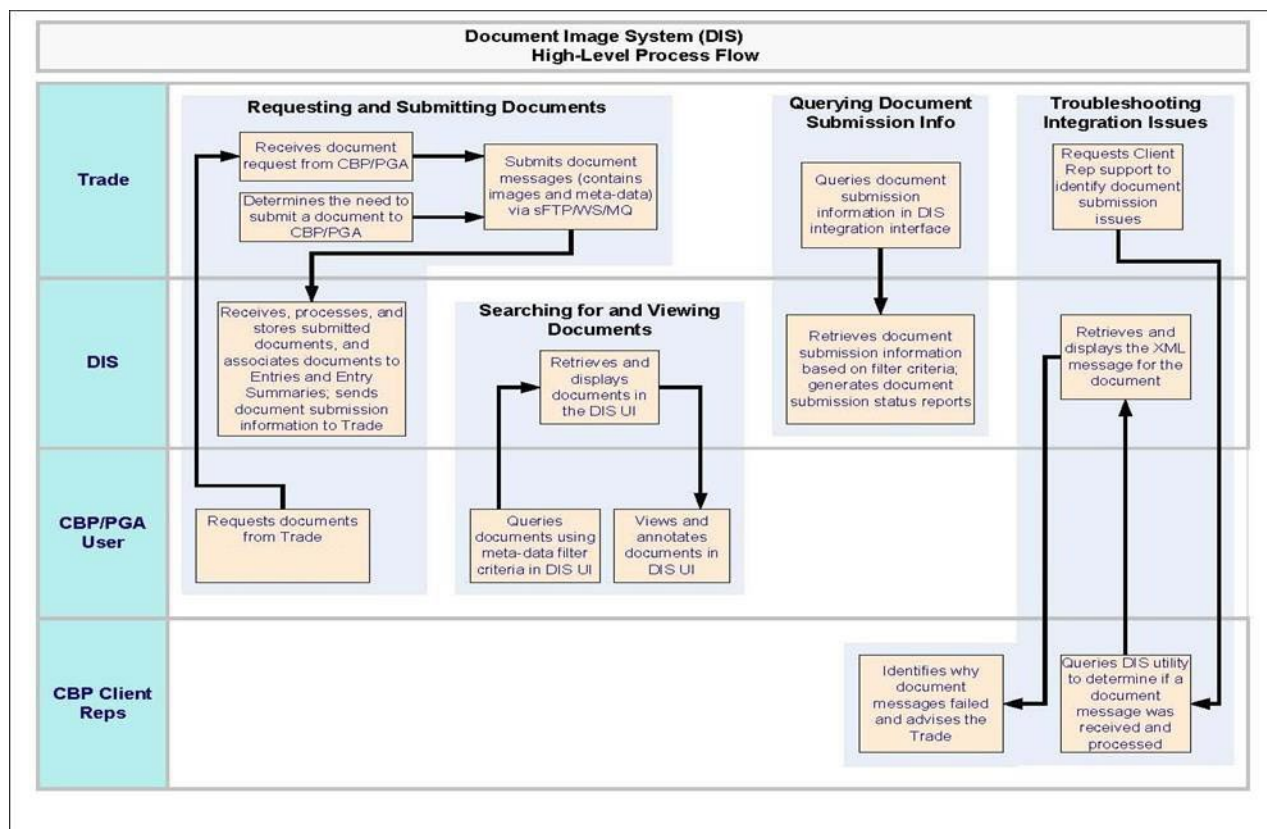 Document Image System (DIS)
High-Level Process Flow
Trade
Requesting and Submitting Documents
Receives document
request from CBP/PGA
Determines the need to
submit a document to
CBP/PGA
Submits document
messages (contains
images and meta-data)
via sFTP/WS/MQ
Querying Document
Submission Info
Queries document
submission
information in DIS
integration interface
Troubleshooting
Integration Issues
Requests Client
Rep support to
identify document
submission
issues
DIS
Receives, processes, and
stores submitted
documents, and
associates documents to
Entries and Entry
Summaries; sends
document submission
information to Trade
Searching for and Viewing
Documents
Retrieves and
displays
documents in
the DIS UI
Retrieves document
submission information
based on filter criteria;
generates document
submission status reports
Retrieves and
displays the XML
message for the
document
CBP/PGA
User
Requests documents
from Trade
Queries
documents using
meta-data filter
criteria in DIS UI
Views and
annotates
documents in
DIS UI
CBP Client
Reps
Identifies why
document
messages failed
and advises the
Trade
Queries DIS utility
to determine if a
document
message was
received and
processed